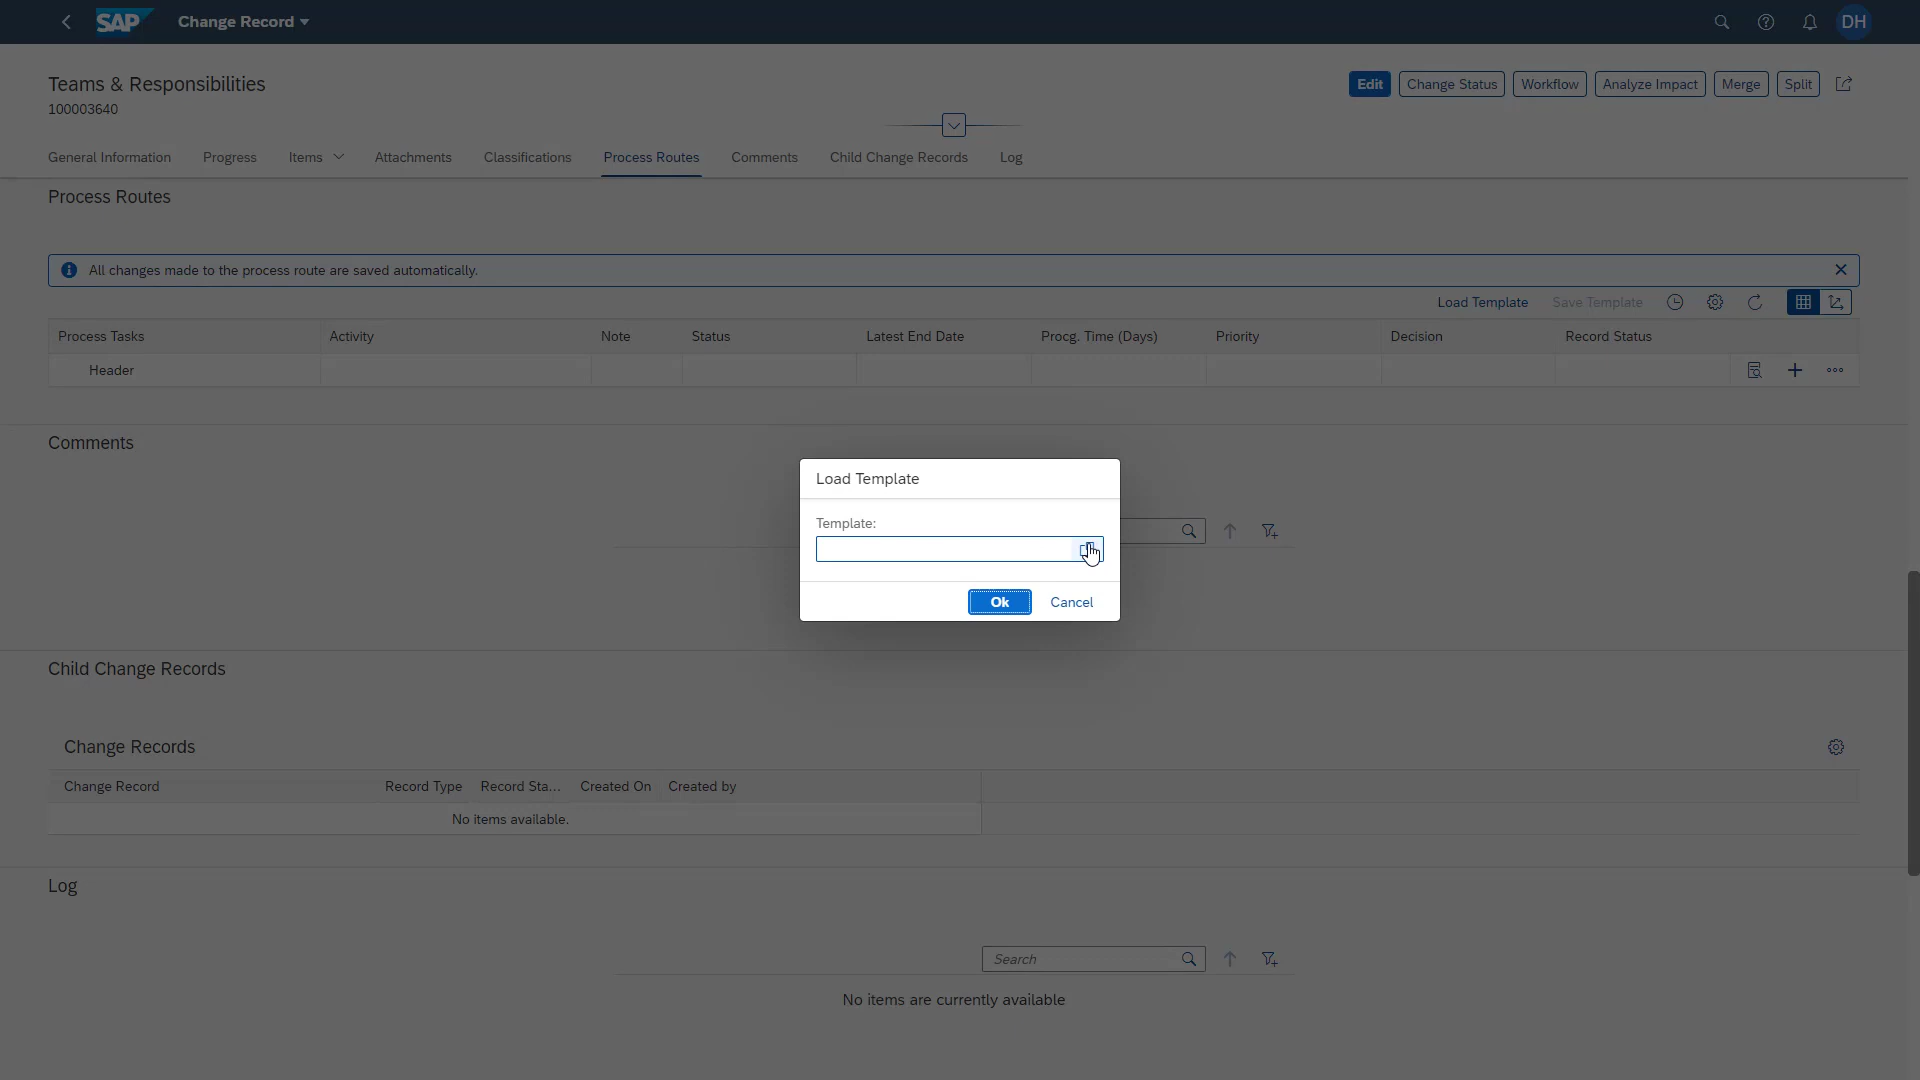 SAP Change Record DH
Teams & Responsibilities
100003640
Edit Change Status Workflow Analyze Impact Merge Split
General Information Progress Items Attachments Classifications Process Routes Comments Child Change Records Log
Process Routes
All changes made to the process route are saved automatically.
Load Template Save Template
Process Tasks Activity Note Status Latest End Date Procg. Time (Days) Priority Decision Record Status
Header
Comments
Load Template
Template:
Ok Cancel
Child Change Records
Change Records
Change Record Record Type Record Sta... Created On Created by
No items available.
Log
Search
No items are currently available